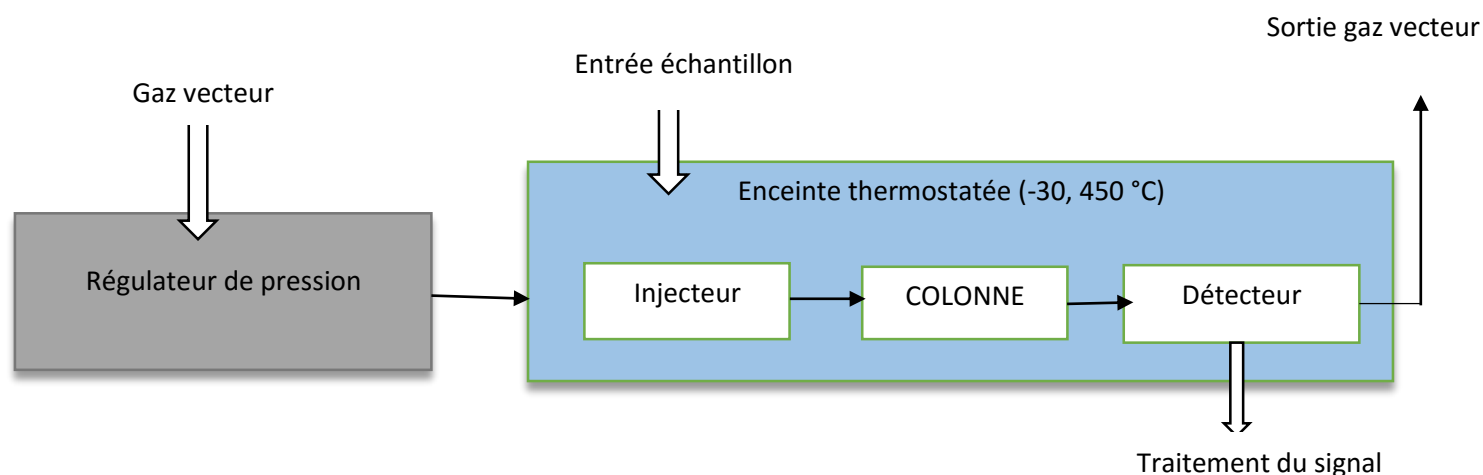 Sortie gaz vecteur
Entrée échantillon
Gaz vecteur
Enceinte thermostatée (-30, 450 °C)
Régulateur de pression
Injecteur
COLONNE
Détecteur
Traitement du signal